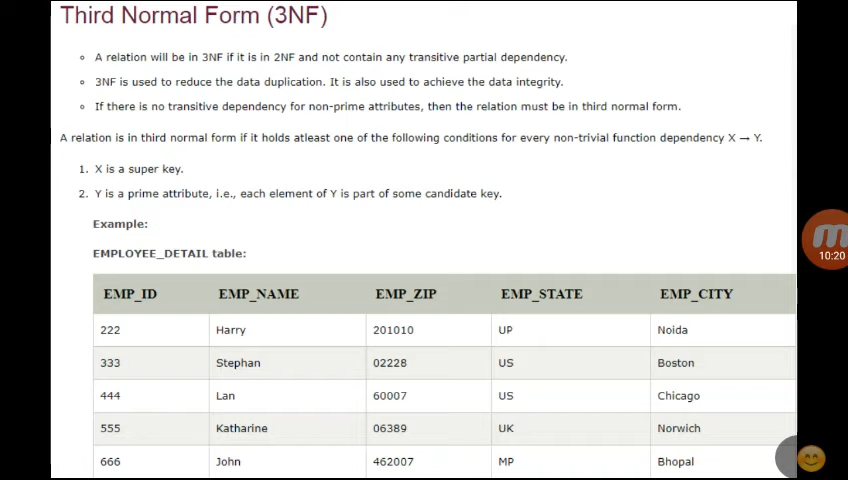 Third Normal Form (3NF)
A relation will be in 3NF if it is in 2NF and not contain any transitive partial dependency.
3NF is used to reduce the data duplication. It is also used to achieve the data integrity.
If there is no transitive dependency for non-prime attributes, then the relation must be in third normal form.
A relation is in third normal form if it holds atleast one of the following conditions for every non-trivial function dependency X → Y.
1. X is a super key.
2. Y is a prime attribute, i.e., each element of Y is part of some candidate key.
Example:
EMPLOYEE_DETAIL table:
EMP_ID EMP_NAME EMP_ZIP EMP_STATE EMP_CITY
222 Harry 201010 UP Noida
333 Stephan 02228 US Boston
444 Lan 60007 US Chicago
555 Katharine 06389 UK Norwich
666 John 462007 MP Bhopal
10:20